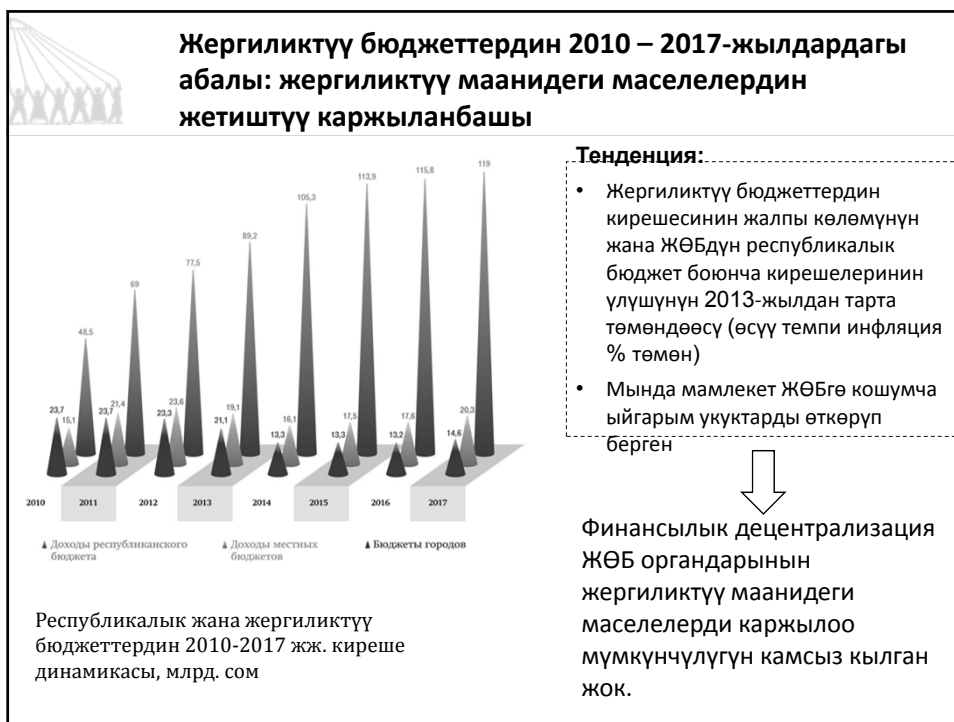 Жергиликтүү бюджеттердин 2010 – 2017-жылдардагы
абалы: жергиликтүү маанидеги маселелердин
жетиштүү каржыланбашы
23,7
15,1
48,5
23,7
21,4
69
23,3
23,6
77,5
21,1
19,1
89,2
13,3
16,1
105,3
13,3
17,5
113,9
13,2
17,6
115,8
14,6
20,3
119
2010
2011
2012
2013
2014
2015
2016
2017
Доходы республиканского
бюджета
Доходы местных
бюджетов
Бюджеты городов
Республикалык жана жергиликтүү
бюджеттердин 2010-2017 жж. киреше
динамикасы, млрд. сом
Тенденция:
• Жергиликтүү бюджеттердин
кирешесинин жалпы көлөмүнүн
жана ЖӨБдүн республикалык
бюджет боюнча кирешелеринин
үлүшүнүн 2013-жылдан тарта
төмөндөөсү (өсүү темпи инфляция
% төмөн)
• Мында мамлекет ЖӨБгө кошумча
ыйгарым укуктарды өткөрүп
берген
Финансылык децентрализация
ЖӨБ органдарынын
жергиликтүү маанидеги
маселелерди каржылоо
мүмкүнчүлүгүн камсыз кылган
жок.